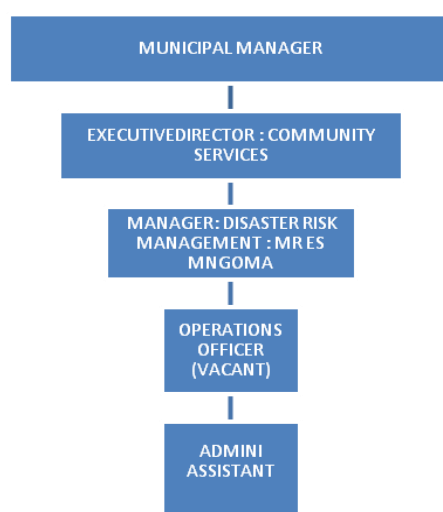 MUNICIPAL MANAGER
EXECUTIVEDIRECTOR : COMMUNITY
SERVICES
MANAGER: DISASTER RISK
MANAGEMENT : MR ES
MNGOMA
OPERATIONS
OFFICER
(VACANT)
ADMINI
ASSISTANT